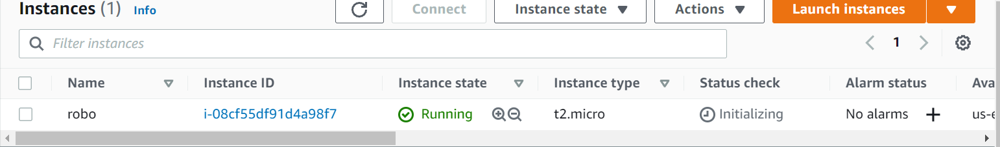 Instances (1) Info Connect Instance state Actions Launch instances
Filter instances 1
Name Instance ID Instance state Instance type Status check Alarm status Ava
robo i-08cf55df91d4a98f7 Running t2.micro Initializing No alarms us-e